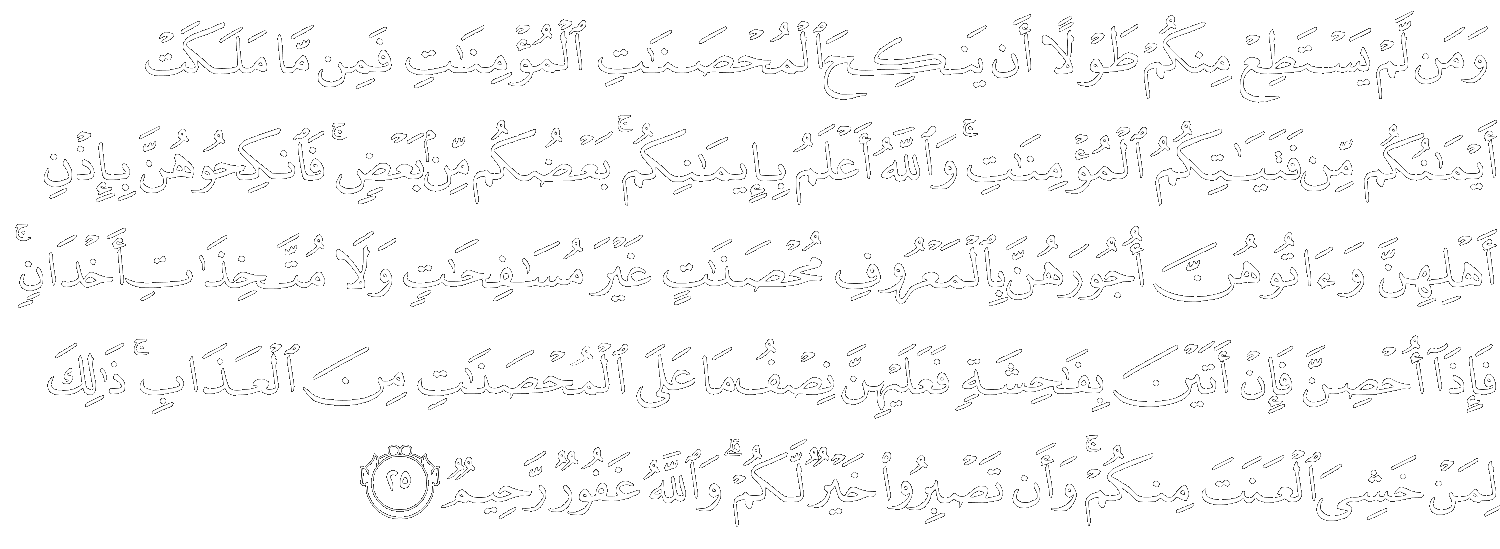 وَمَن لَّمْ يَسْتَطِعْ مِنكُمْ طَوْلًا أَن يَنكِحَ ٱلْمُحْصَنَٰتِ ٱلْمُؤْمِنَٰتِ فَمِن مَّا مَلَكَتْ
أَيْمَٰنُكُم مِّن فَتَيَٰتِكُمُ ٱلْمُؤْمِنَٰتِ ۚ وَٱللَّهُ أَعْلَمُ بِإِيمَٰنِكُم ۚ بَعْضُكُم مِّنۢ بَعْضٍ ۚ فَٱنكِحُوهُنَّ بِإِذْنِ
أَهْلِهِنَّ وَءَاتُوهُنَّ أُجُورَهُنَّ بِٱلْمَعْرُوفِ مُحْصَنَٰتٍ غَيْرَ مُسَٰفِحَٰتٍ وَلَا مُتَّخِذَٰتِ أَخْدَانٍ ۚ
فَإِذَآ أُحْصِنَّ فَإِنْ أَتَيْنَ بِفَٰحِشَةٍ فَعَلَيْهِنَّ نِصْفُ مَا عَلَى ٱلْمُحْصَنَٰتِ مِنَ ٱلْعَذَابِ ۚ ذَٰلِكَ
لِمَنْ خَشِىَ ٱلْعَنَتَ مِنكُمْ ۚ وَأَن تَصْبِرُوا۟ خَيْرٌ لَّكُمْ ۗ وَٱللَّهُ غَفُورٌ رَّحِيمٌ ٢٥